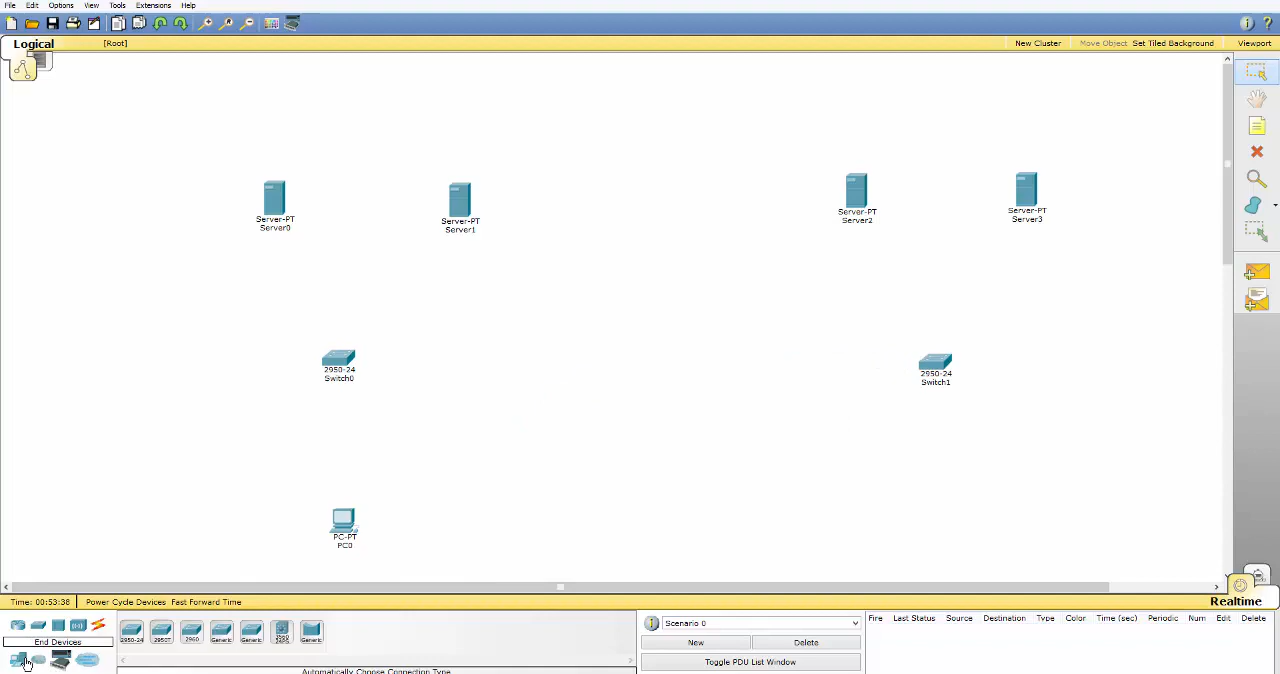 File Edit Options View Tools Extensions Help
Logical [Root] New Cluster Move Object Set Tiled Background Viewport
Server-PT
Server0
Server-PT
Server1
Server-PT
Server2
Server-PT
Server3
2950-24
Switch0
2950-24
Switch1
PC-PT
PC0
Time: 00:53:38 Power Cycle Devices Fast Forward Time Realtime
End Devices
2950-24 2950T 2960 Generic Generic Generic
Automatically Choose Connection Type
Scenario 0
New Delete
Toggle PDU List Window
Fire Last Status Source Destination Type Color Time (sec) Periodic Num Edit Delete